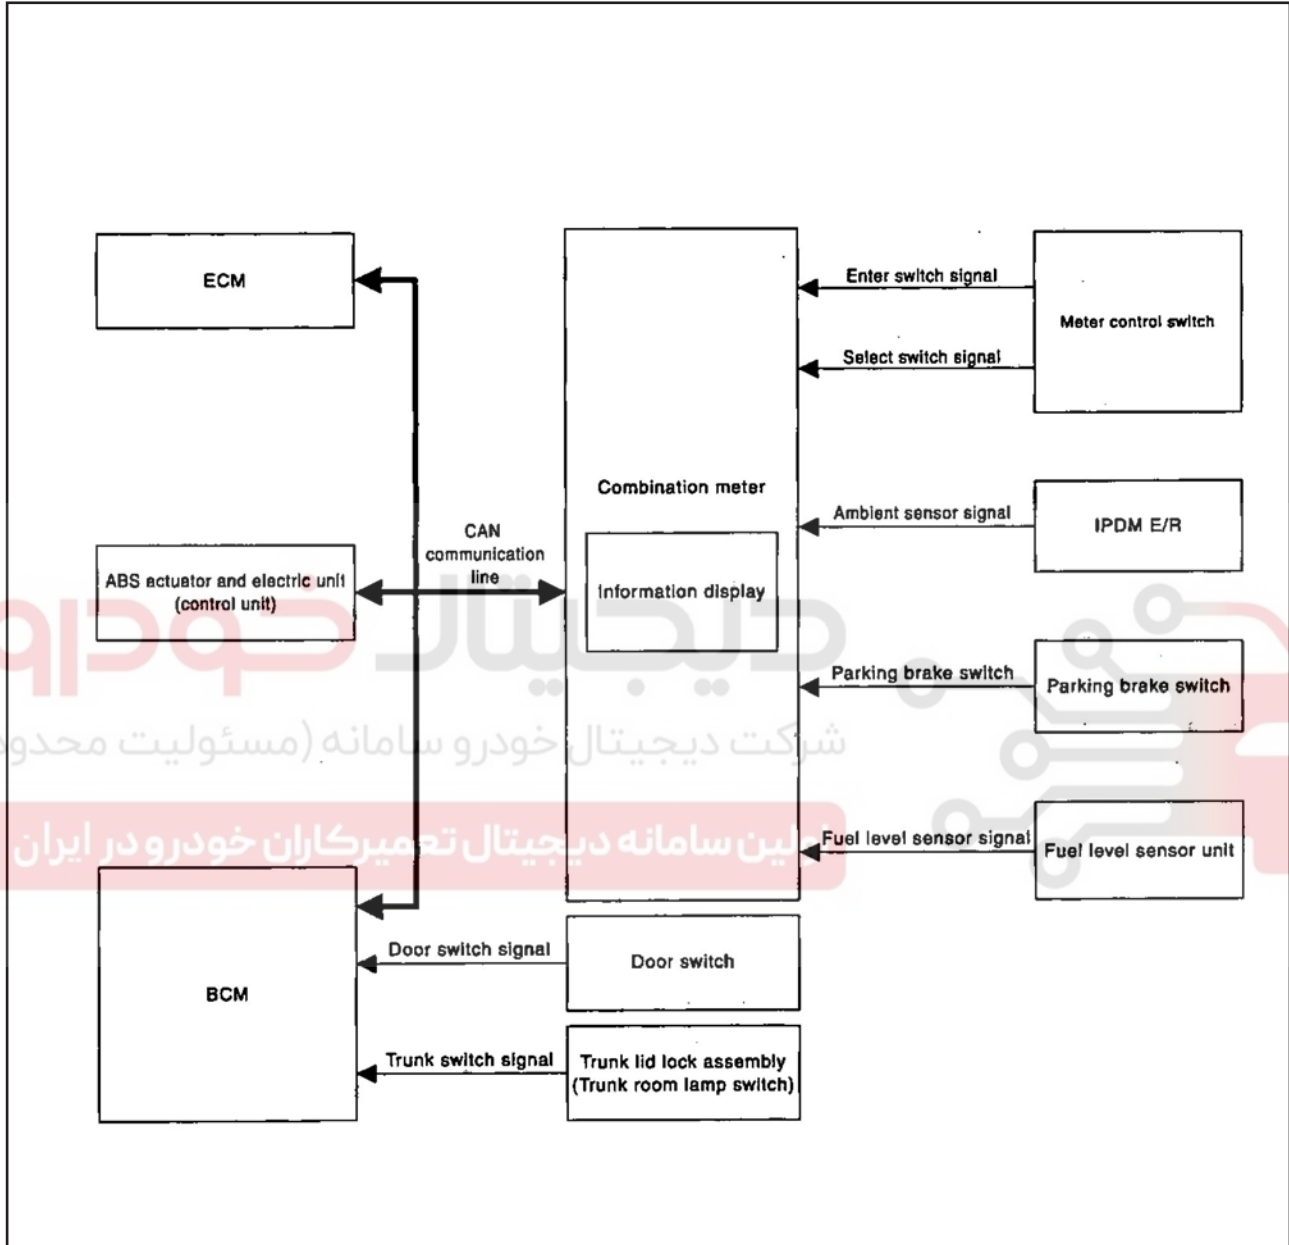 ECM
Enter switch signal
Meter control switch
Select switch signal
Combination meter
Ambient sensor signal
IPDM E/R
CAN
communication
line
ABS actuator and electric unit
(control unit)
Information display
دیجیتال خودرو
Parking brake switch
Parking brake switch
شرکت دیجیتال خودرو سامانه (مسئولیت محدود
اولین سامانه دیجیتال تعمیرکاران خودرو در ایران
Fuel level sensor signal
Fuel level sensor unit
Door switch signal
Door switch
BCM
Trunk switch signal
Trunk lid lock assembly
(Trunk room lamp switch)